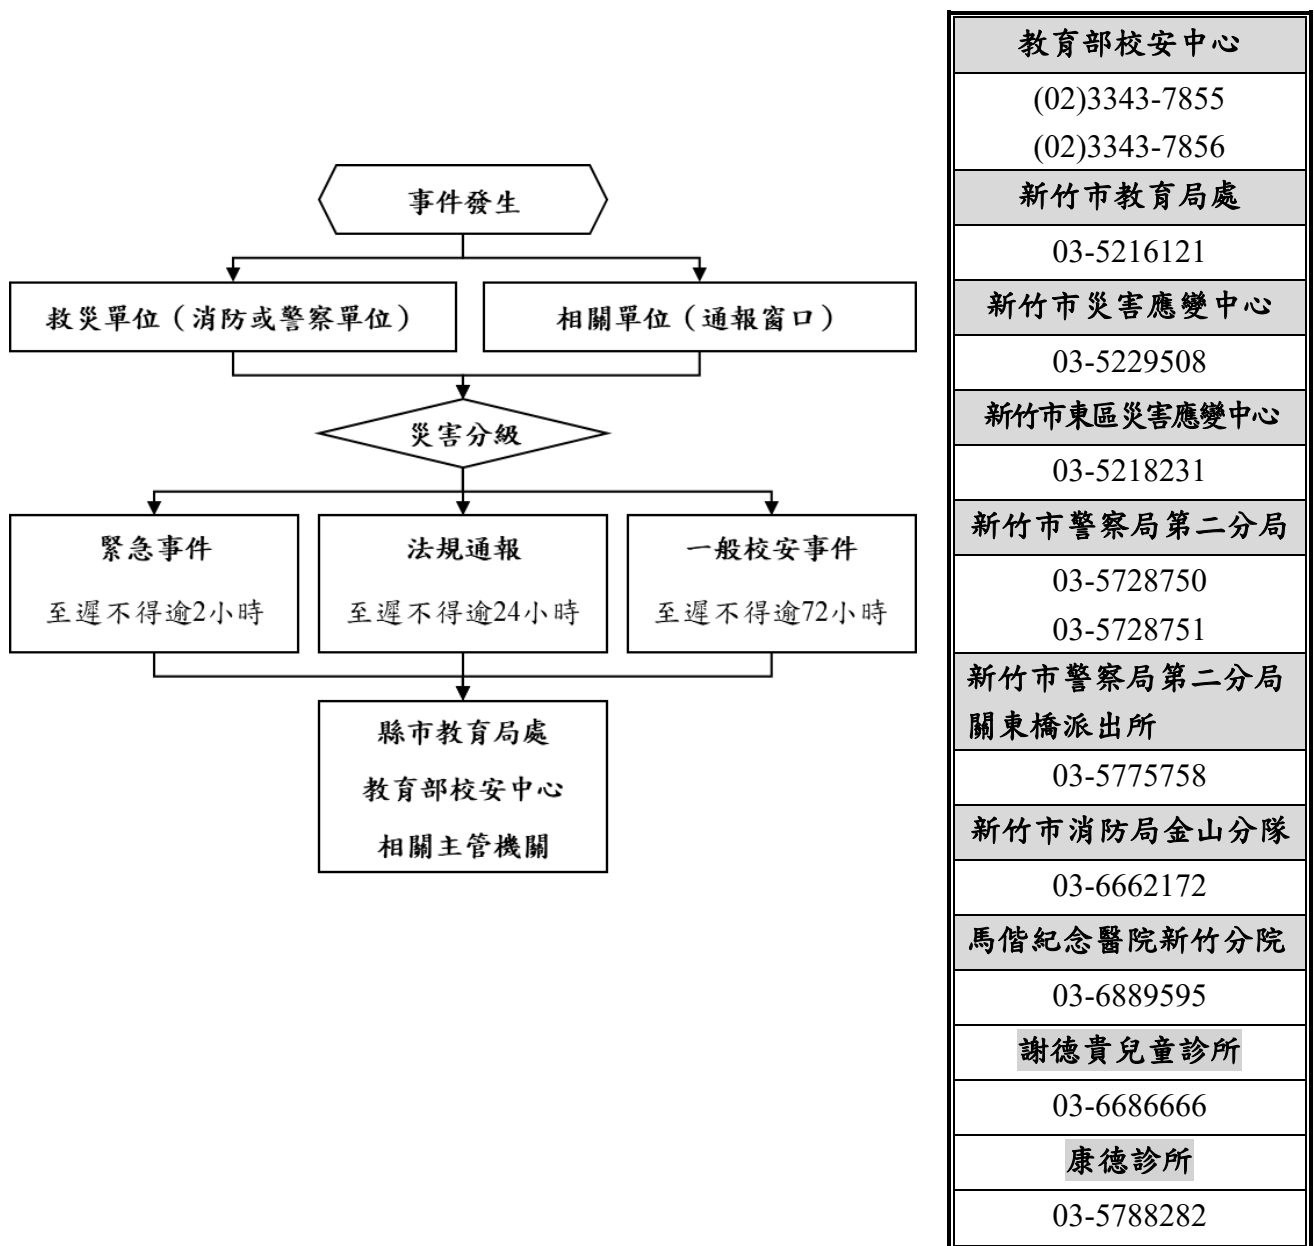 事件發生
救災單位（消防或警察單位）
相關單位（通報窗口）
災害分級
緊急事件
至遲不得逾2小時
法規通報
至遲不得逾24小時
一般校安事件
至遲不得逾72小時
縣市教育局處
教育部校安中心
相關主管機關
教育部校安中心
(02)3343-7855
(02)3343-7856
新竹市教育局處
03-5216121
新竹市災害應變中心
03-5229508
新竹市東區災害應變中心
03-5218231
新竹市警察局第二分局
03-5728750
03-5728751
新竹市警察局第二分局
關東橋派出所
03-5775758
新竹市消防局金山分隊
03-6662172
馬偕紀念醫院新竹分院
03-6889595
謝德貴兒童診所
03-6686666
康德診所
03-5788282